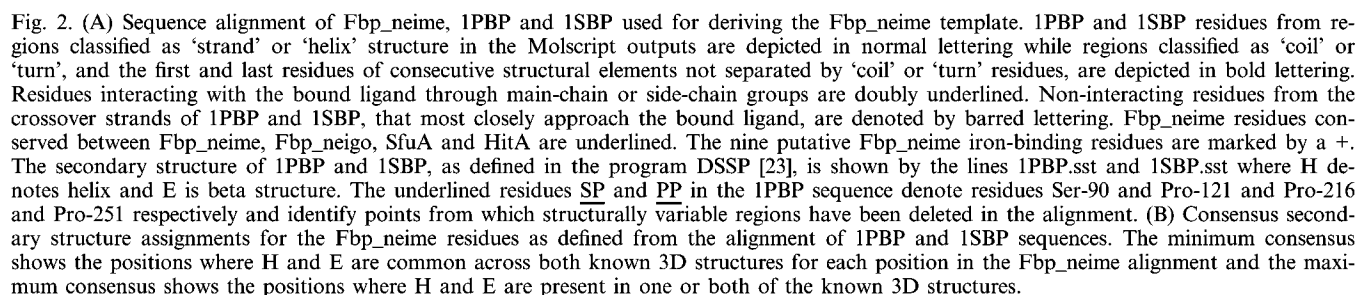 Fig. 2. (A) Sequence alignment of Fbp_neime, 1PBP and 1SBP used for deriving the Fbp_neime template. 1PBP and 1SBP residues from re-
gions classified as ‘strand’ or ‘helix’ structure in the Molscript outputs are depicted in normal lettering while regions classified as ‘coil’ or
‘turn’, and the first and last residues of consecutive structural elements not separated by ‘coil’ or ‘turn’ residues, are depicted in bold lettering.
Residues interacting with the bound ligand through main-chain or side-chain groups are doubly underlined. Non-interacting residues from the
crossover strands of 1PBP and 1SBP, that most closely approach the bound ligand, are denoted by barred lettering. Fbp_neime residues con-
served between Fbp_neime, Fbp_neigo, SfuA and HitA are underlined. The nine putative Fbp_neime iron-binding residues are marked by a +.
The secondary structure of 1PBP and 1SBP, as defined in the program DSSP [23], is shown by the lines 1PBP.sst and 1SBP.sst where H de-
notes helix and E is beta structure. The underlined residues SP and PP in the 1PBP sequence denote residues Ser-90 and Pro-121 and Pro-216
and Pro-251 respectively and identify points from which structurally variable regions have been deleted in the alignment. (B) Consensus second-
ary structure assignments for the Fbp_neime residues as defined from the alignment of 1PBP and 1SBP sequences. The minimum consensus
shows the positions where H and E are common across both known 3D structures for each position in the Fbp_neime alignment and the maxi-
mum consensus shows the positions where H and E are present in one or both of the known 3D structures.